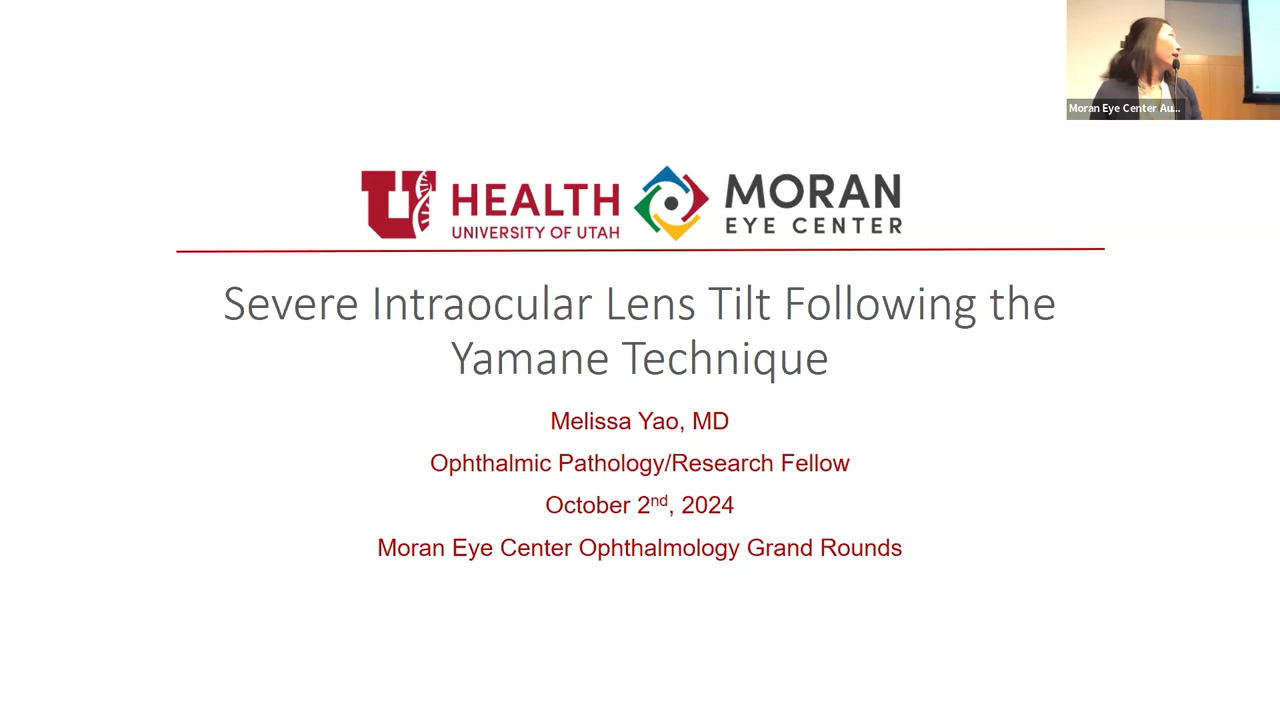 Moran Eye Center Au...
U HEALTH
UNIVERSITY OF UTAH
MORAN
EYE CENTER
Severe Intraocular Lens Tilt Following the
Yamane Technique
Melissa Yao, MD
Ophthalmic Pathology/Research Fellow
October 2nd, 2024
Moran Eye Center Ophthalmology Grand Rounds